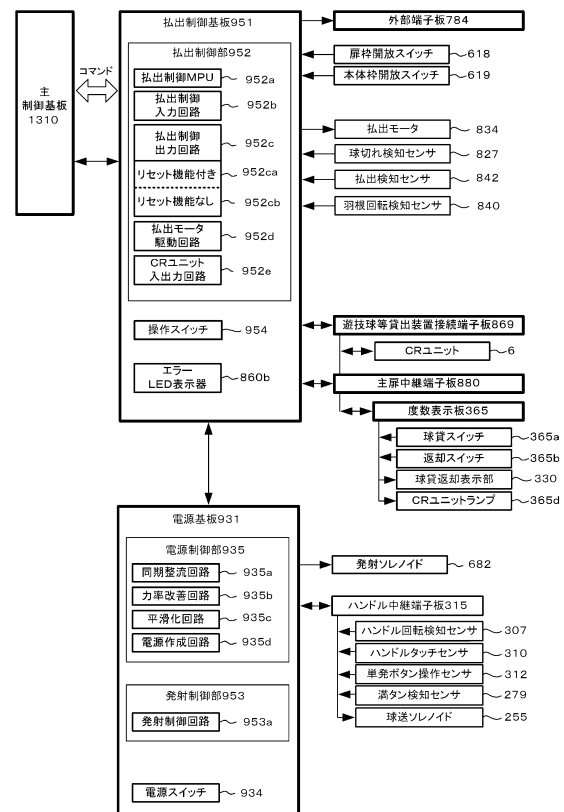 主
制御基板
1310
コマンド
払出制御基板951
払出制御部952
払出制御MPU
952a
払出制御
入力回路
952b
払出制御
出力回路
952c
リセット機能付き
952ca
リセット機能なし
952cb
払出モータ
駆動回路
952d
CRユニット
入出力回路
952e
操作スイッチ
954
エラー
LED表示器
860b
外部端子板784
扉枠開放スイッチ
618
本体枠開放スイッチ
619
払出モータ
834
球切れ検知センサ
827
払出検知センサ
842
羽根回転検知センサ
840
遊技球等貸出装置接続端子板869
CRユニット
6
主扉中継端子板880
度数表示板365
球貸スイッチ
365a
返却スイッチ
365b
球貸返却表示部
330
CRユニットランプ
365d
電源基板931
電源制御部935
同期整流回路
935a
力率改善回路
935b
平滑化回路
935c
電源作成回路
935d
発射制御部953
発射制御回路
953a
電源スイッチ
934
発射ソレノイド
682
ハンドル中継端子板315
ハンドル回転検知センサ
307
ハンドルタッチセンサ
310
単発ボタン操作センサ
312
満タン検知センサ
279
球送ソレノイド
255